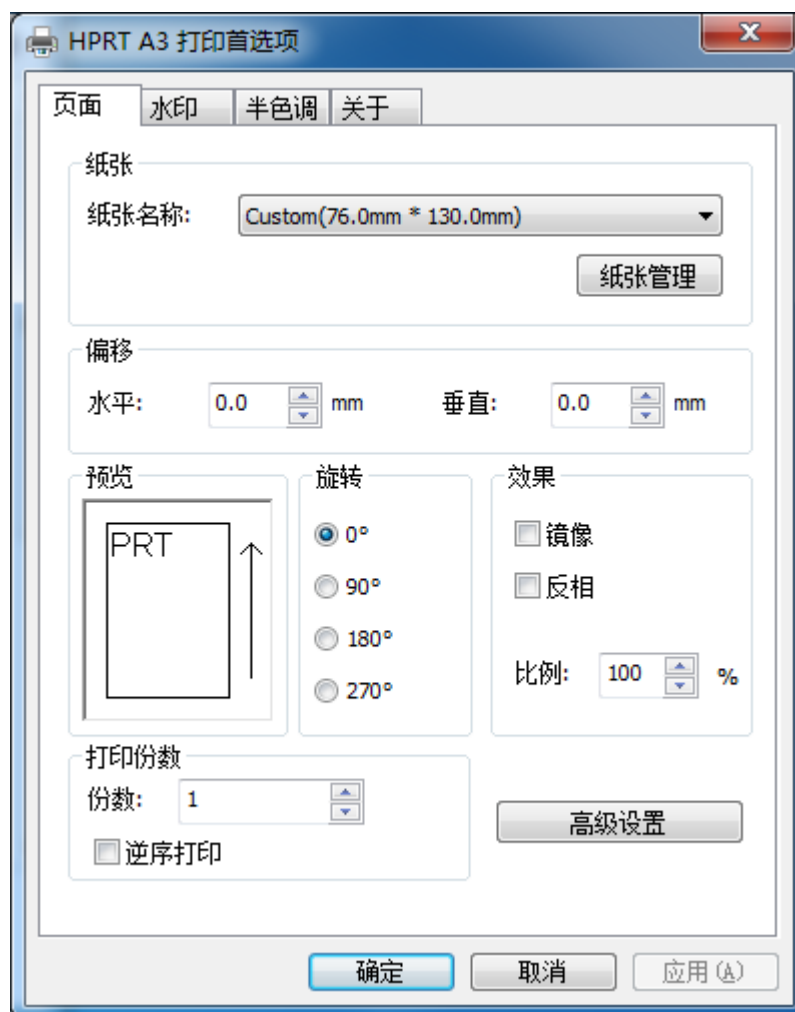 HPRT A3 打印首选项
页面 水印 半色调 关于
纸张
纸张名称: Custom(76.0mm * 130.0mm)
纸张管理
偏移
水平: 0.0 mm 垂直: 0.0 mm
预览 旋转 效果
PRT 0° 镜像
90° 反相
180°
比例: 100 %
270°
打印份数
份数: 1
高级设置
逆序打印
确定 取消 应用(A)